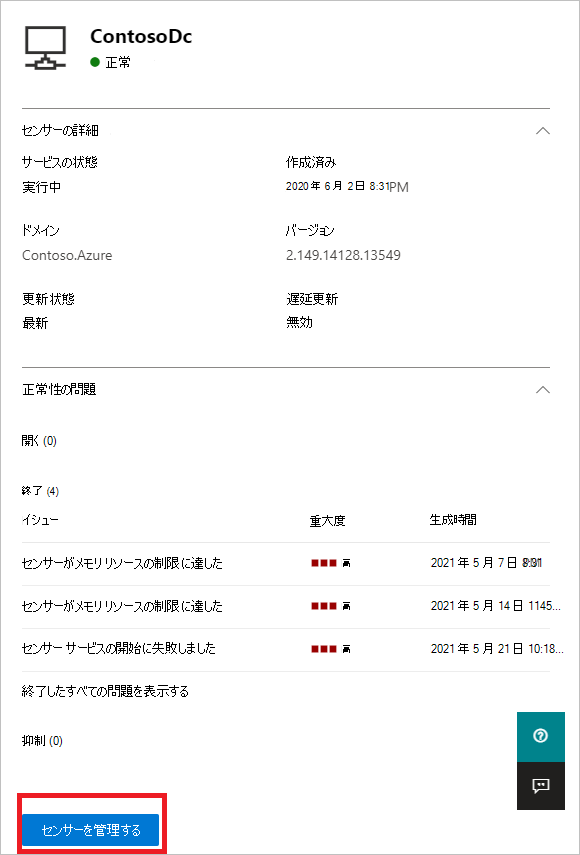 ContosoDc
正常
センサーの詳細
サービスの状態
作成済み
実行中
2020 年 6 月 2 日 8:31PM
ドメイン
バージョン
Contoso.Azure
2.149.14128.13549
更新状態
遅延更新
最新
無効
正常性の問題
開く (0)
終了 (4)
イシュー 重大度 生成時間
センサーがメモリ リソースの制限に達した 高 2021 年 5 月 7 日
センサーがメモリ リソースの制限に達した 高 2021 年 5 月 14 日 1145...
センサー サービスの開始に失敗しました 高 2021 年 5 月 21 日 10:18...
終了したすべての問題を表示する
抑制 (0)
センサーを管理する